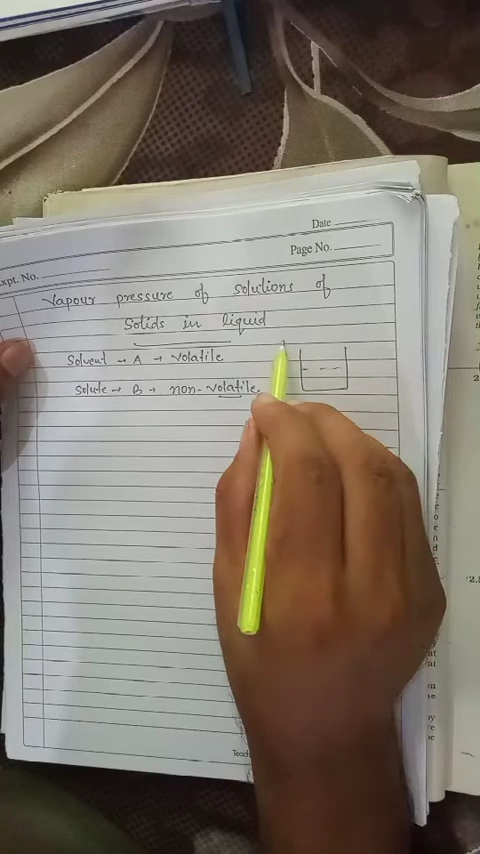 Date
Page No.
Expt. No.
Vapour pressure of solutions of
Solids in liquid
Solvent → A → volatile
Solute → B → non-volatile.